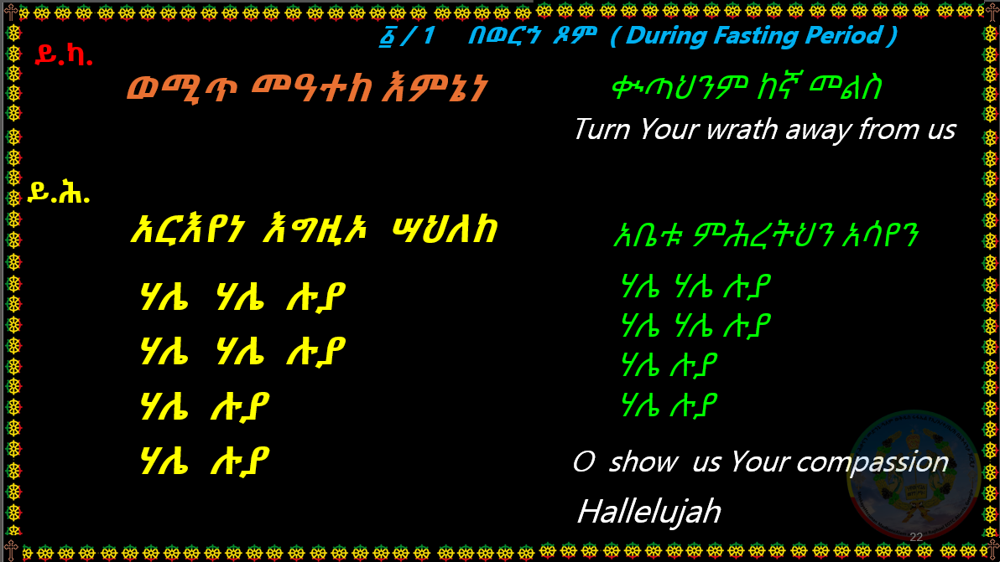 ፩ / 1 በወርኀ ጾም ( During Fasting Period )
ይ.ካ.
ወሚጥ መዓተከ እምኔነ
ቍጣህንም ከኛ መልስ
Turn Your wrath away from us
ይ.ሕ.
አርእየነ እግዚኦ ሣህለከ
ሃሌ ሃሌ ሉያ
ሃሌ ሃሌ ሉያ
ሃሌ ሉያ
ሃሌ ሉያ
አቤቱ ምሕረትህን አሳየን
ሃሌ ሃሌ ሉያ
ሃሌ ሃሌ ሉያ
ሃሌ ሉያ
ሃሌ ሉያ
O show us Your compassion
Hallelujah
22